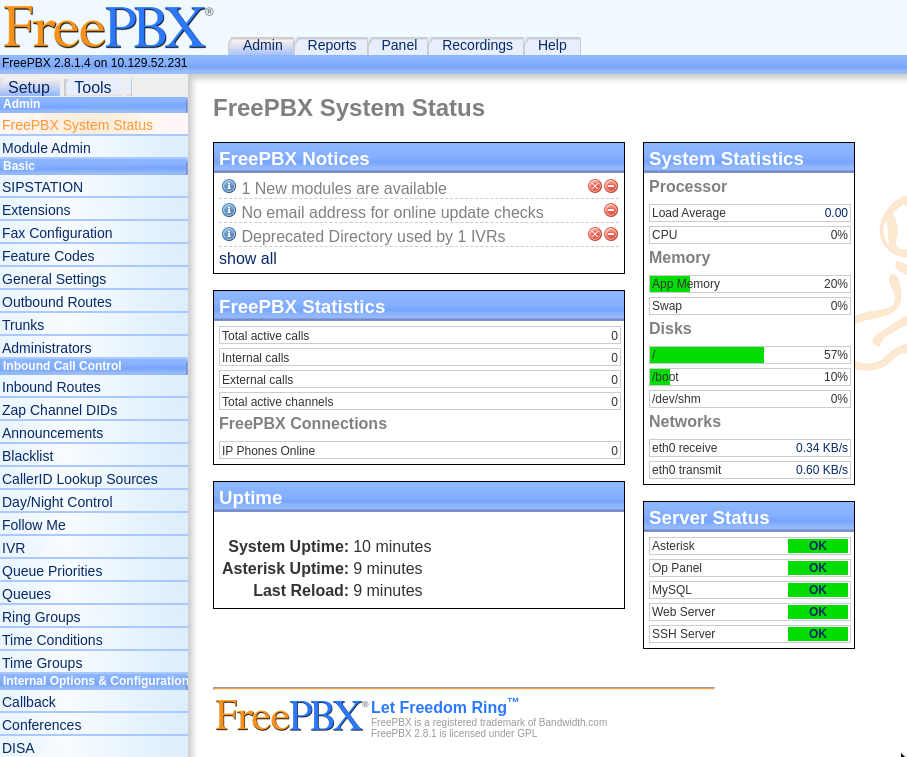 FreePBX®
Admin Reports Panel Recordings Help
FreePBX 2.8.1.4 on 10.129.52.231
Setup Tools
Admin
FreePBX System Status
Module Admin
Basic
SIPSTATION
Extensions
Fax Configuration
Feature Codes
General Settings
Outbound Routes
Trunks
Administrators
Inbound Call Control
Inbound Routes
Zap Channel DIDs
Announcements
Blacklist
CallerID Lookup Sources
Day/Night Control
Follow Me
IVR
Queue Priorities
Queues
Ring Groups
Time Conditions
Time Groups
Internal Options & Configuration
Callback
Conferences
DISA
FreePBX System Status
FreePBX Notices
1 New modules are available
No email address for online update checks
Deprecated Directory used by 1 IVRs
show all
FreePBX Statistics
Total active calls 0
Internal calls 0
External calls 0
Total active channels 0
FreePBX Connections
IP Phones Online 0
Uptime
System Uptime: 10 minutes
Asterisk Uptime: 9 minutes
Last Reload: 9 minutes
System Statistics
Processor
Load Average 0.00
CPU 0%
Memory
App Memory 20%
Swap 0%
Disks
/ 57%
/boot 10%
/dev/shm 0%
Networks
eth0 receive 0.34 KB/s
eth0 transmit 0.60 KB/s
Server Status
Asterisk OK
Op Panel OK
MySQL OK
Web Server OK
SSH Server OK
FreePBX® Let Freedom Ring™
FreePBX is a registered trademark of Bandwidth.com
FreePBX 2.8.1 is licensed under GPL